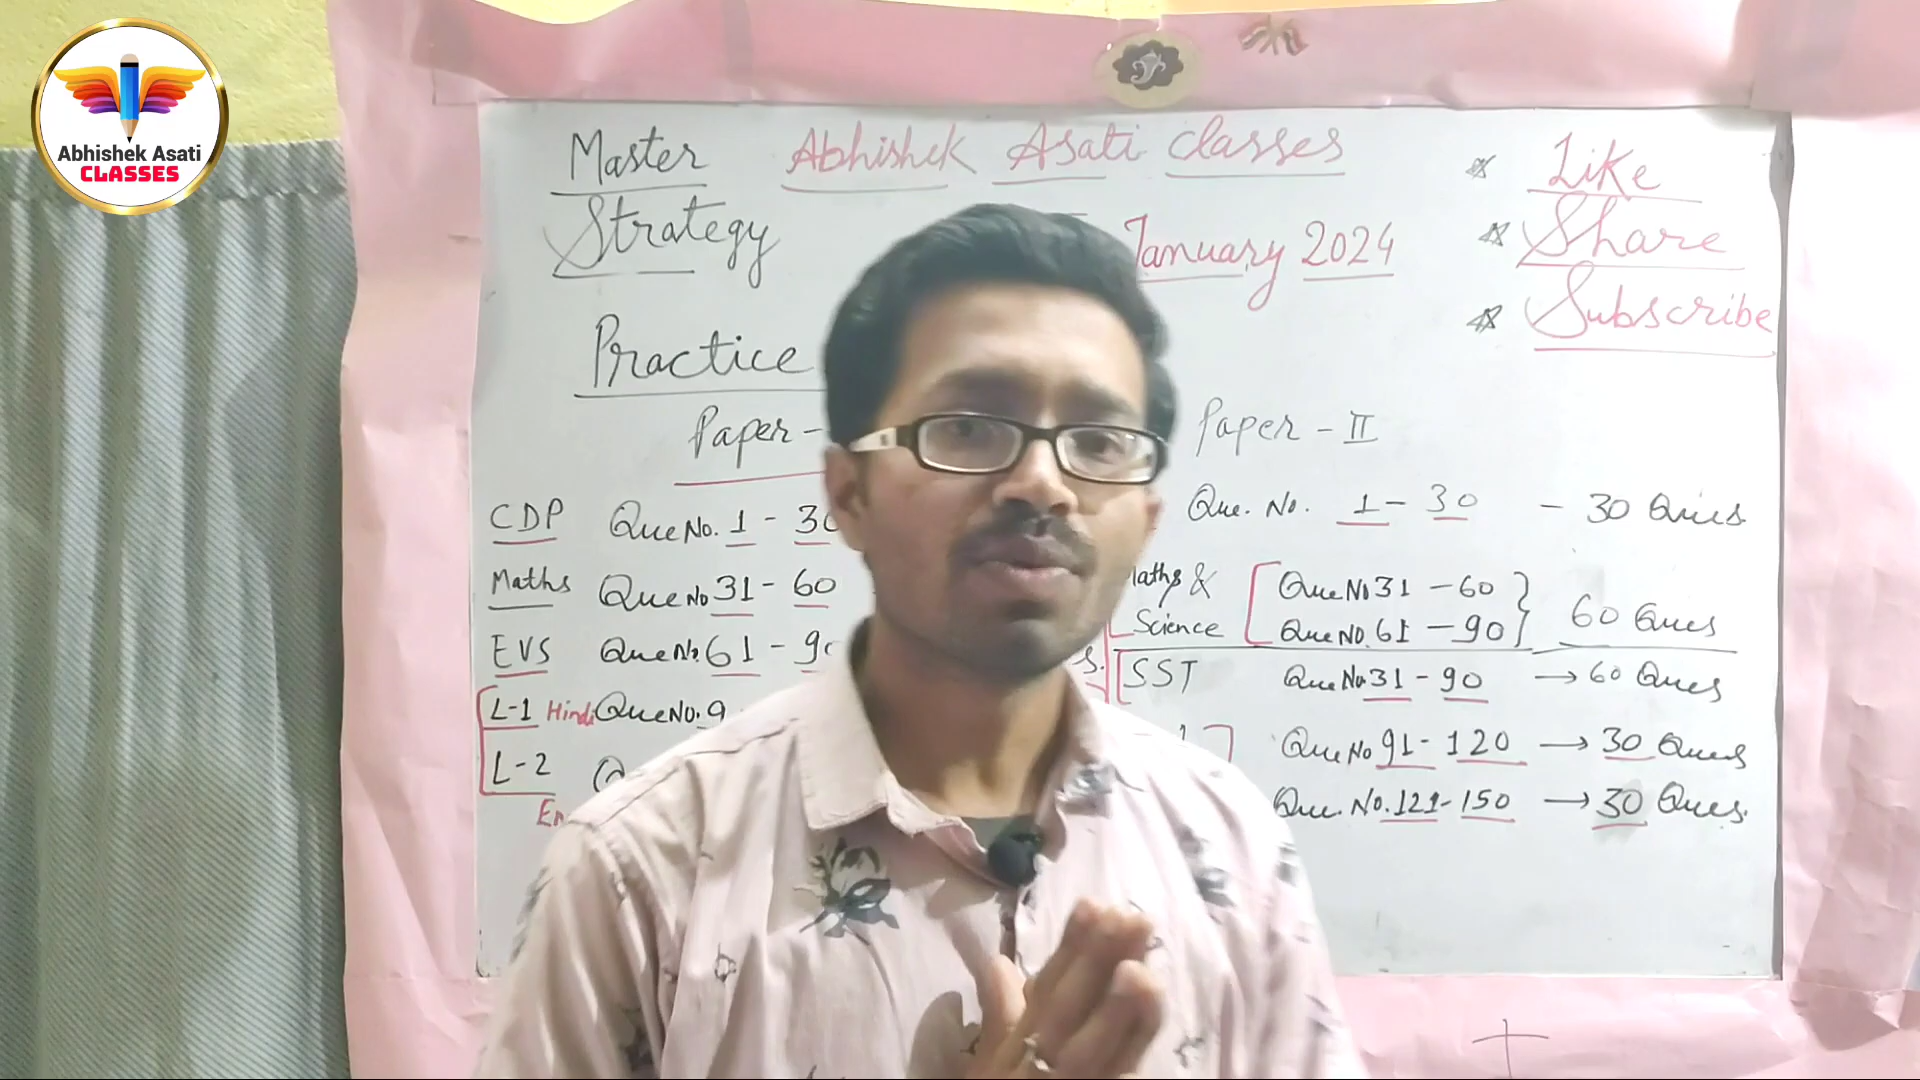 Abhishek Asati
CLASSES
Master Abhishek Asati classes
Strategy January 2024
* Like
* Share
* Subscribe
Practice
Paper -
CDP Que No. 1 - 30
Maths Que No 31 - 60
EVS Que No. 61 - 9
L-1 Hindi Que No. 9
L-2
Paper - II
Que. No. 1 - 30 - 30 Ques.
Maths & Science
Que No 31 - 60
Que No. 61 - 90
60 Ques
SST Que No. 31 - 90 → 60 Ques
Que No 91 - 120 → 30 Ques
Que. No. 121 - 150 → 30 Ques.